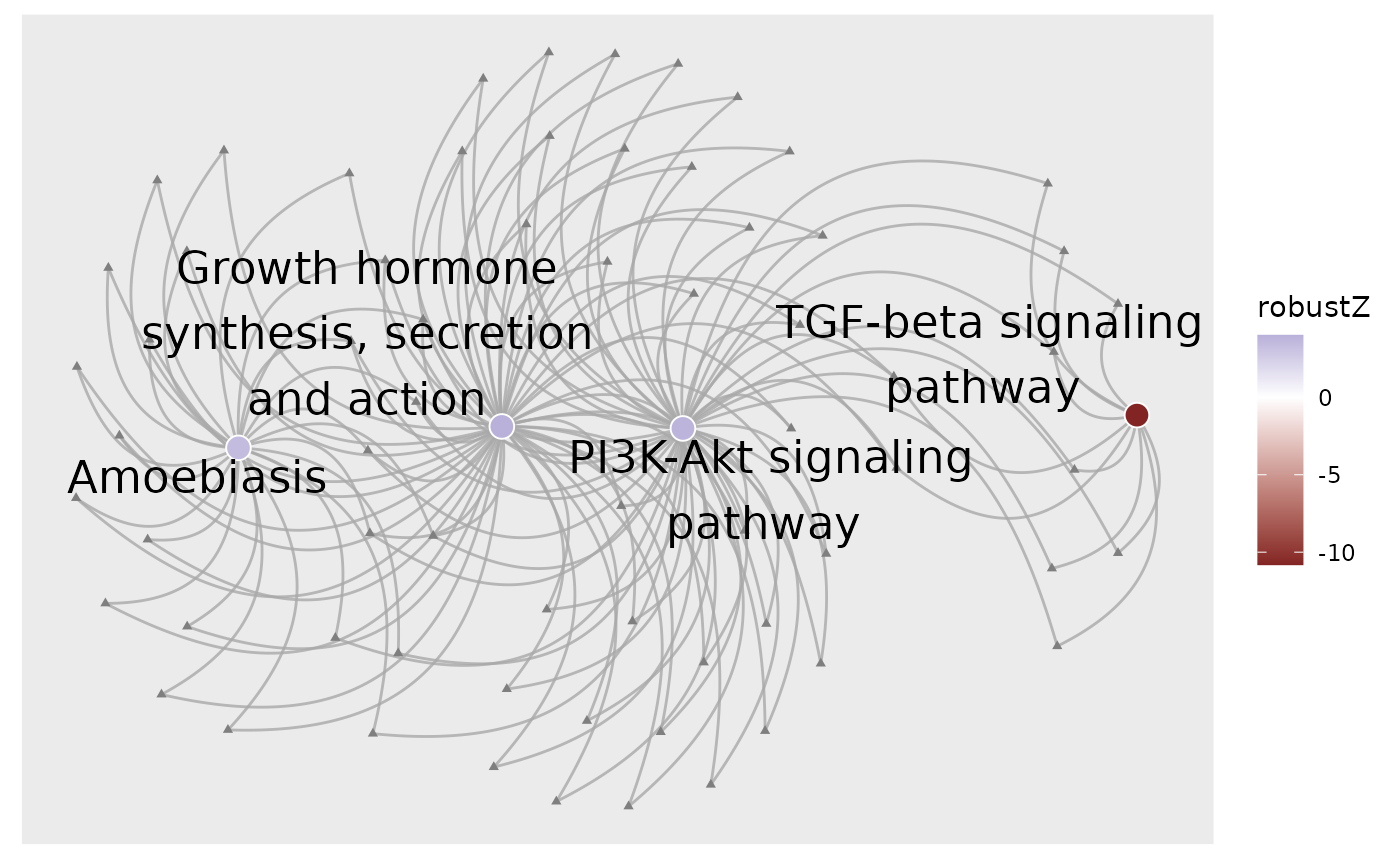 Growth hormone
synthesis, secretion
and action
Amoebiasis
PI3K-Akt signaling
pathway
TGF-beta signaling
pathway
robustZ
0
-5
-10